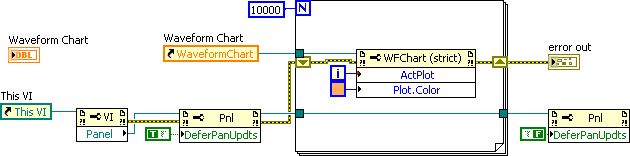 10000
N
Waveform Chart
DBL
Waveform Chart
WaveformChart
WFChart (strict)
ActPlot
i
Plot.Color
error out
This VI
This VI
VI
Panel
Pnl
DeferPanUpdts
T
Pnl
DeferPanUpdts
F